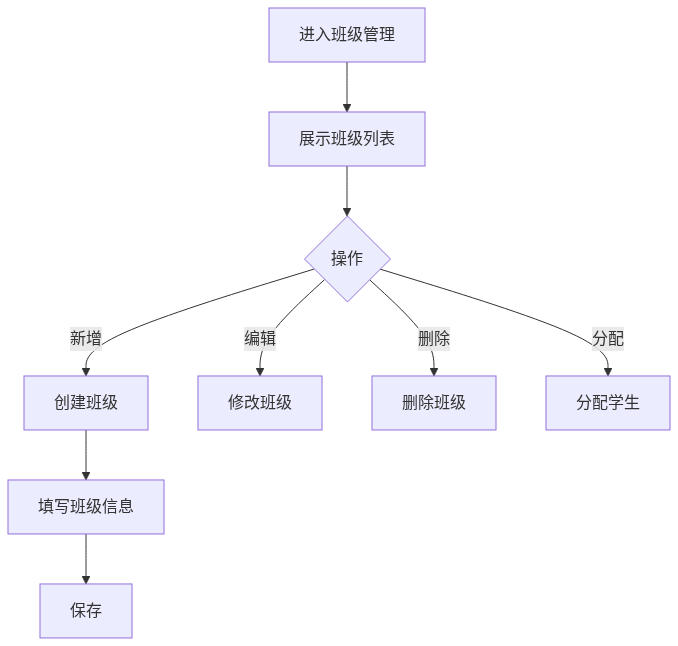 进入班级管理
展示班级列表
操作
新增
编辑
删除
分配
创建班级
修改班级
删除班级
分配学生
填写班级信息
保存